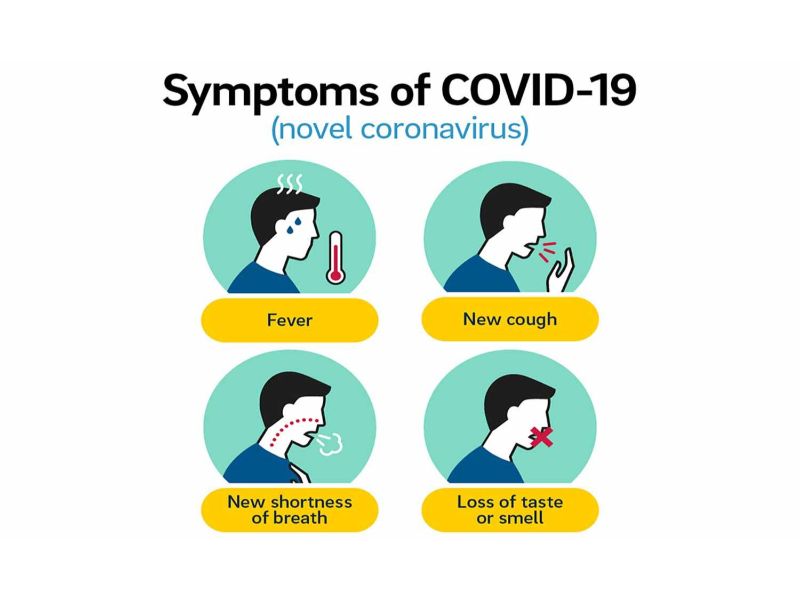 Symptoms of COVID-19
(novel coronavirus)
Fever
New cough
New shortness
of breath
Loss of taste
or smell